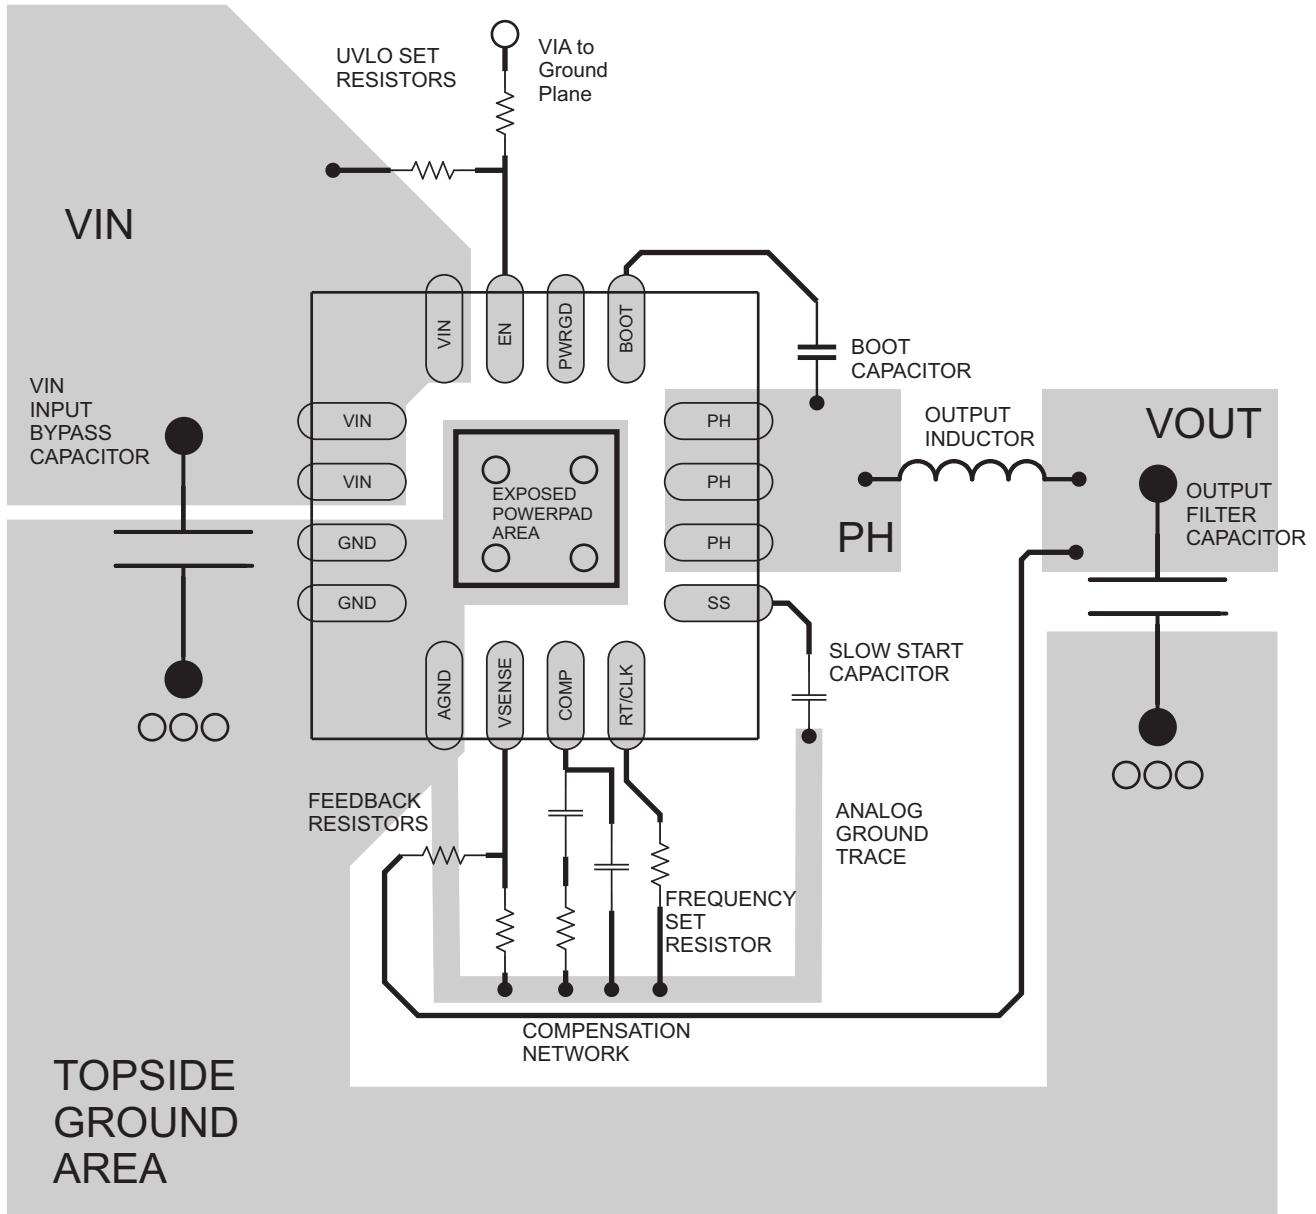 UVLO SET
RESISTORS
VIA to
Ground
Plane
VIN
VIN
EN
PWRGD
BOOT
BOOT
CAPACITOR
VIN
INPUT
BYPASS
CAPACITOR
VIN
VIN
GND
GND
EXPOSED
POWERPAD
AREA
PH
PH
PH
SS
PH
OUTPUT
INDUCTOR
VOUT
OUTPUT
FILTER
CAPACITOR
AGND
VSENSE
COMP
RT/CLK
SLOW START
CAPACITOR
FEEDBACK
RESISTORS
ANALOG
GROUND
TRACE
FREQUENCY
SET
RESISTOR
COMPENSATION
NETWORK
TOPSIDE
GROUND
AREA